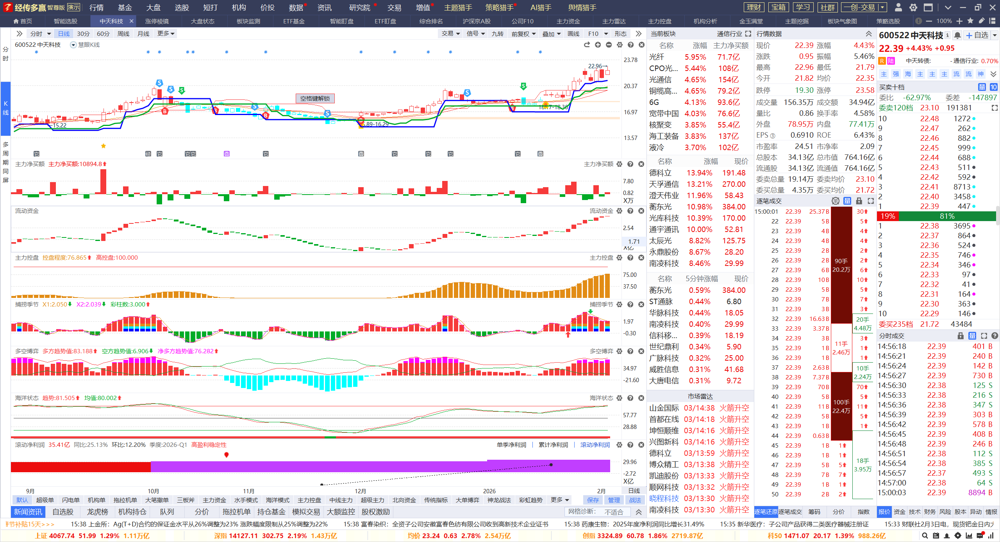 经传多赢 智尊版 演示 行情 基金 大盘 选股 短打 机构 价投 数据 资讯 研究院 交易 增值 主题猎手 策略猎手 AI猎手 舆情猎手 理财 宝箱 学习 社群 一创-交易
首页 智能选股 中天科技 涨停棱镜 大盘状态 板块监测 ETF基金 智能盯盘 ETF盯盘 综合排名 沪深京A股 公司F10 主力资金 主力雷达 主力控盘 机构分析 金玉满堂 主题挖掘 板块气象图 策略选股 100%
分时 K线 多周期同屏
分时 日线 30分 60分 周线 月线 更多 交易 信号 九转 前复权 叠加 画线 F10 形态
600522 中天科技 慧眼K线
23.78
22.96
20.37
空格键解锁
16.97
15.22
13.57
主力净买额 主力净买额:10894.8 主力净买额
7.80
0.82
X万
流动资金 流动资金
2.54
1.71
X亿
主力控盘 控盘程度:76.865 高控盘:100.000 主力控盘
75.00
37.50
捕捞季节 X1:2.050 X2:2.039 彩柱数:3.000 捕捞季节
1.97
-0.30
多空博弈 多方趋势值:83.188 空方趋势值:6.906 净多方趋势值:76.282 多空博弈
34.97
-21.60
海洋状态 趋势:81.505 均值:80.002 海洋状态
57.77
28.88
滚动净利润 35.41亿 同比:25.13% 环比:12.20% 季度:2026-Q1 高盈利稳定性 单季净利润 累计净利润 滚动净利润
29.96
-2.72
X亿
9月 10月 11月 12月 2026 2月 日线
默认 超级单 闪电单 机构单 拖拉机单 大笔撤单 三板斧 主力资金 水手模式 海洋模式 主力控盘 中线主力 超级主力 北向资金 传统指标 大单博弈 神龙战法 彩虹趋势 更多 保存 管理 战法
新闻资讯 自选股 龙虎榜 机构持仓 队列 分价 拖拉机单 持仓基金 模拟交易 大额监控 股权激励 网格诊断: 不适合
当前板块 通信行业
名称 涨幅 主力净买额
光纤 5.95% 71.7亿
CPO光... 5.44% 108亿
光通信 4.65% 154亿
铜缆高... 4.65% 79.2亿
6G 4.13% 93.6亿
宽带中国 4.03% 76.6亿
核聚变 3.85% 55.4亿
海工装备 3.83% 137亿
液冷 3.70% 102亿
名称 涨幅 现价
德科立 13.94% 191.48
天孚通信 13.21% 270.00
澄天伟业 11.96% 58.43
蘅东光 10.98% 384.00
光库科技 10.39% 170.00
通宇通讯 10.00% 52.81
太辰光 8.82% 125.75
永鼎股份 8.67% 28.20
南凌科技 8.46% 29.99
名称 5分钟涨幅 现价
蘅东光 0.59% 384.00
ST通脉 0.44% 6.80
华脉科技 0.44% 18.05
南凌科技 0.40% 29.99
信科移... 0.39% 18.19
世纪鼎利 0.34% 5.90
广脉科技 0.32% 25.00
威胜信息 0.31% 41.68
大唐电信 0.31% 9.72
市场雷达
山金国际 03/14:38 火箭升空
首都在线 03/14:18 火箭升空
坤恒顺维 03/14:16 火箭升空
兴图新科 03/14:16 火箭升空
德科立 03/13:59 火箭升空
博众精工 03/13:38 火箭升空
凯迪股份 03/13:33 火箭升空
顺网科技 03/13:32 火箭升空
晓程科技 03/13:30 火箭升空
南凌科技 03/13:30 火箭升空
行情数据
现价 22.39 涨幅 4.43%
涨跌 0.95 振幅 5.46%
最高 22.96 最低 21.79
今开 21.82 均价 22.35
跌停 19.30 涨停 23.58
成交量 156.35万 成交额 34.94亿
量比 0.86 换手率 4.58%
外盘 78.95万 内盘 77.41万
EPS③ 0.6910 ROE 6.43%
市盈率 24.51 市净率 2.09
总股本 34.13亿 总市值 764.16亿
流通股 34.13亿 流通值 764.16亿
委卖总量 19.14万 委卖均价 23.10
委买总量 4.35万 委买均价 21.72
逐笔成交 单 量
15:00:01 22.39 25.37B 30
22 22.39 5B 5
23 22.39 4B 4
24 22.39 4B 4
25 22.39 2B 2
26 22.39 2B 2
27 22.39 6B 6
28 22.39 10B 10
29 22.39 5B 5
30 22.39 7B 7
31 22.39 3B 3
32 22.39 16.63B
33 22.39 3.37B
34 22.39 3B 3
35 22.39 1B 1
36 22.39 1B 1
37 22.39 2.63B
38 22.39 7.37B
39 22.39 70B 70
40 22.39 5B 5
41 22.39 11B 11
42 22.39 5B 5
43 22.39 1B 1
44 22.39 0.63B
45 22.39 1B 1
46 22.39 1B 1
47 22.39 5B 5
48 22.39 7B 7
49 22.39 1B 1
50 22.39 2B 2
90手
20.2万
20手
4.48万
11手
2.46万
10手
2.24万
100手
22.4万
18手
3.95万
逐笔还原 逐笔成交 筹码 分价 指数
600522 中天科技 自选
22.39 +4.43% +0.95
R 陆 中天转债: - 通信行业: 0.70%
主 强 海 主 主 主 流 流 神
买卖十档 量 10
委比 -62.97% 委差 -147897
委卖120档 23.10 191381
10 22.48 1272
9 22.47 262
8 22.46 882
7 22.45 999
6 22.44 688
5 22.43 511
4 22.42 592
3 22.41 8713
2 22.40 3458
1 22.39 447
19% 81%
1 22.38 3695
2 22.37 864
3 22.36 524
4 22.35 746
5 22.34 346
6 22.33 97
7 22.32 41
8 22.31 164
9 22.30 363
10 22.29 146
委买235档 21.72 43484
分时成交 量
14:56:18 22.39 401 B
14:56:21 22.39 240 B
14:56:24 22.39 142 B
14:56:27 22.39 730 B
14:56:30 22.38 125 S
14:56:33 22.38 216 S
14:56:36 22.38 347 S
14:56:39 22.39 303 B
14:56:42 22.39 578 B
14:56:45 22.39 408 B
14:56:48 22.39 246 B
14:56:51 22.38 112 S
14:56:54 22.38 385 S
14:56:57 22.37 493 S
14:57:00 22.38 64 S
15:00:03 22.39 8894 B
报价 资金 技术 财务 风险 股本 异动 情报
节补贴15天>>> 15:38 上金所：Ag(T+D)合约的保证金水平从26%调整为23% 涨跌幅度限制从25%调整为22% 15:38 富春染织：全资子公司安徽富春色纺有限公司收到高新技术企业证书 15:38 药康生物：2025年度净利润同比增长31.49% 15:35 新华医疗：子公司产品获得二类医疗器械注册证 15:33 财联社2月3日电，现货钯金日内
上证 4067.74 51.99 1.29% 1.11万亿 深指 14127.11 302.75 2.19% 1.43万亿 均价 23.24 0.63 2.78% 2.54万亿 创指 3324.89 60.78 1.86% 2719.87亿 科50 1471.07 20.17 1.39% 988.26亿